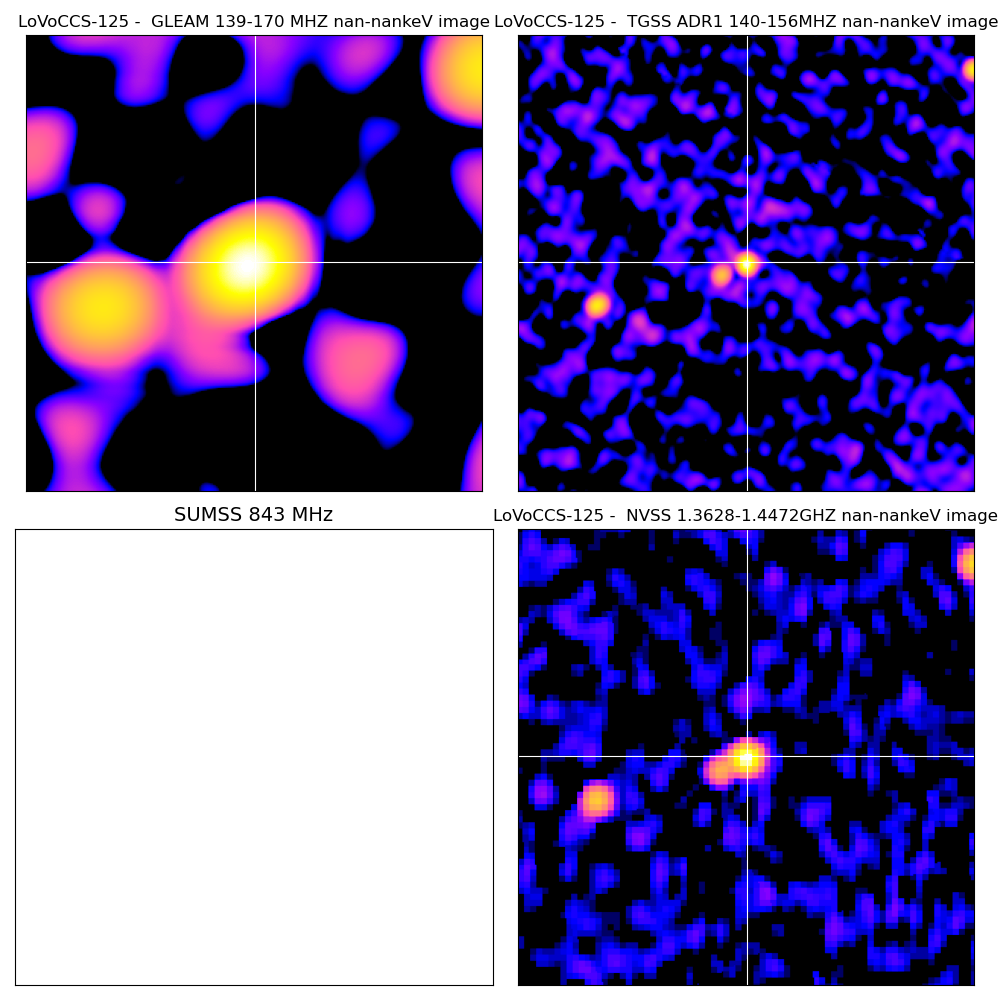 LoVoCCS-125 -  GLEAM 139-170 MHZ nan-nankeV image
LoVoCCS-125 -  TGSS ADR1 140-156MHZ nan-nankeV image
SUMSS 843 MHz
LoVoCCS-125 -  NVSS 1.3628-1.4472GHZ nan-nankeV image